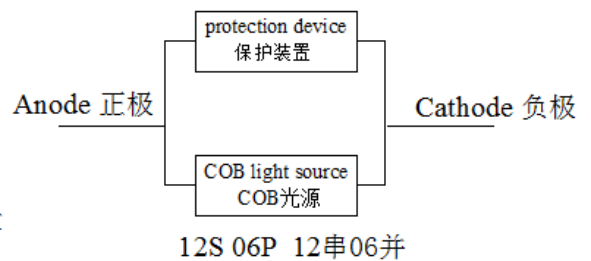 protection device
保护装置
Anode 正极
Cathode 负极
COB light source
COB光源
12S 06P 12串06并